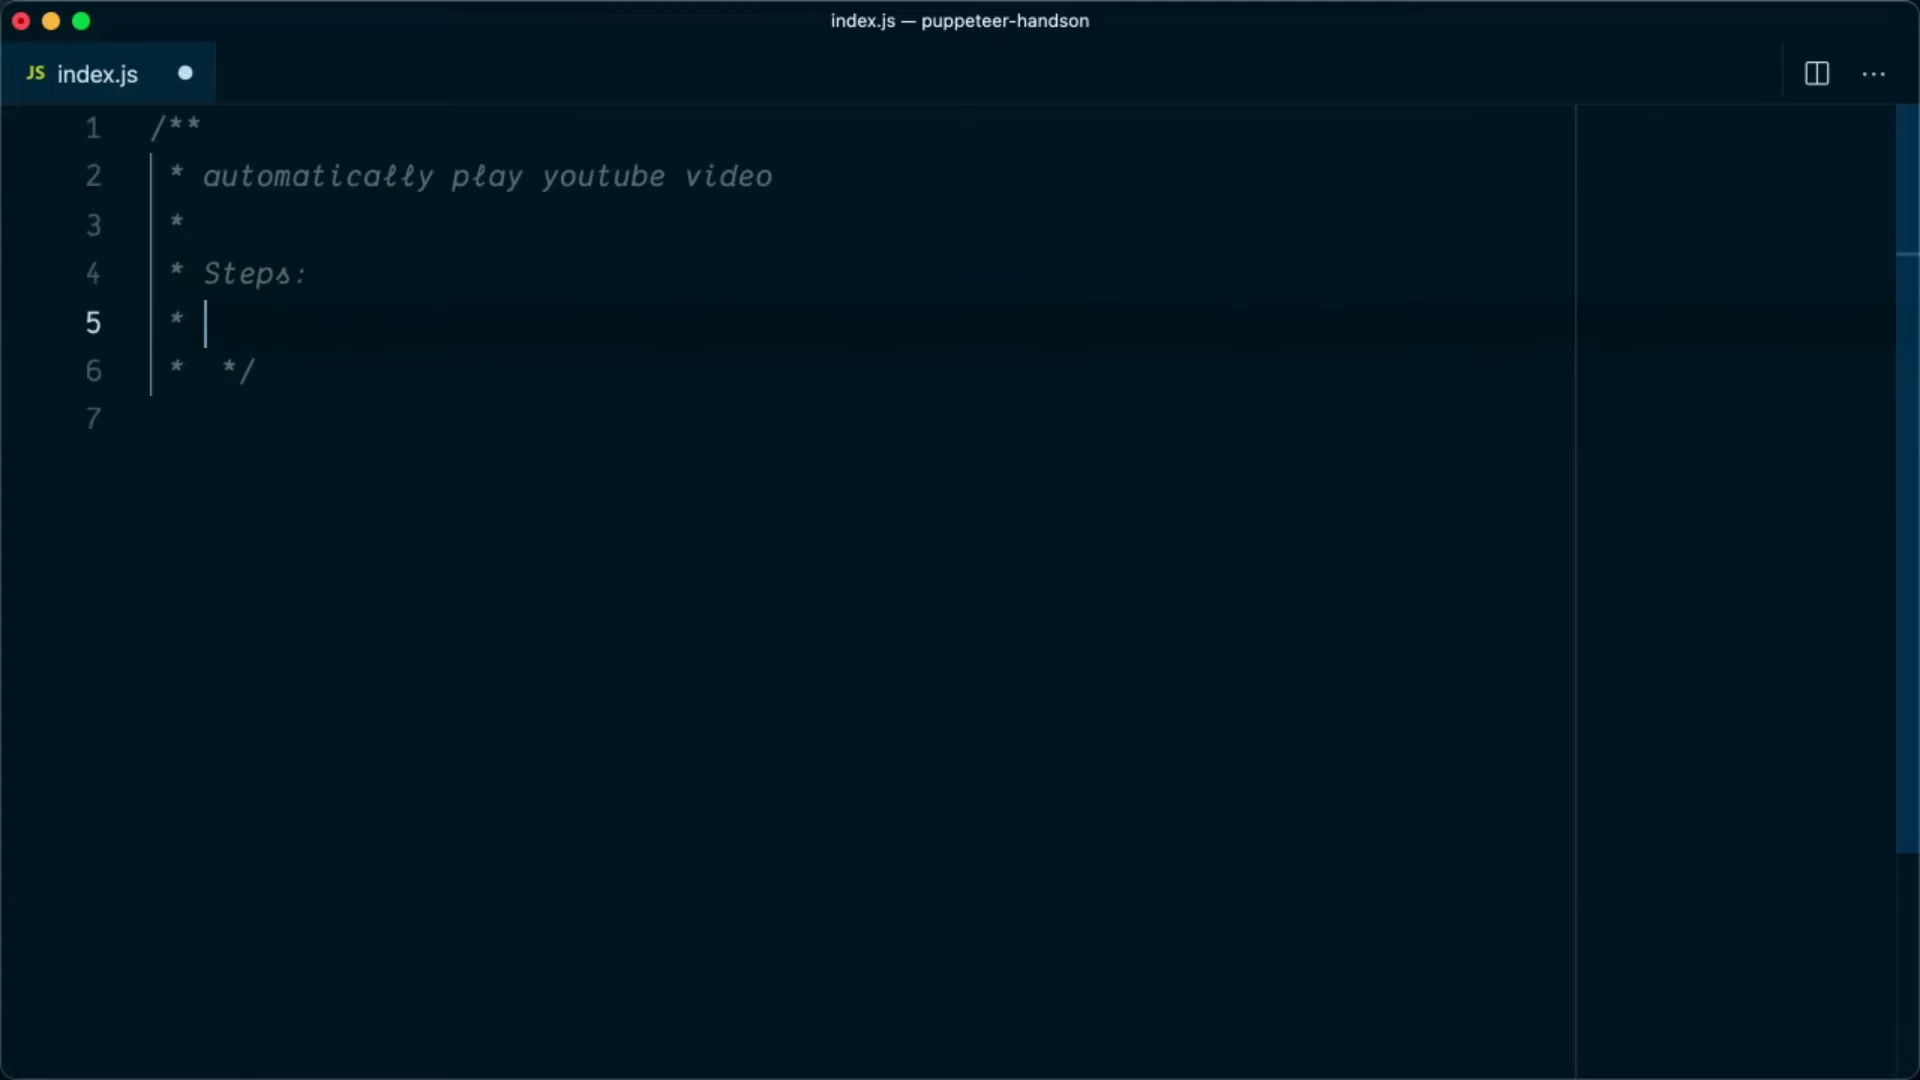 index.js — puppeteer-handson
JS index.js
1 /**
2 * automatically play youtube video
3 *
4 * Steps:
5 *
6 *  */
7